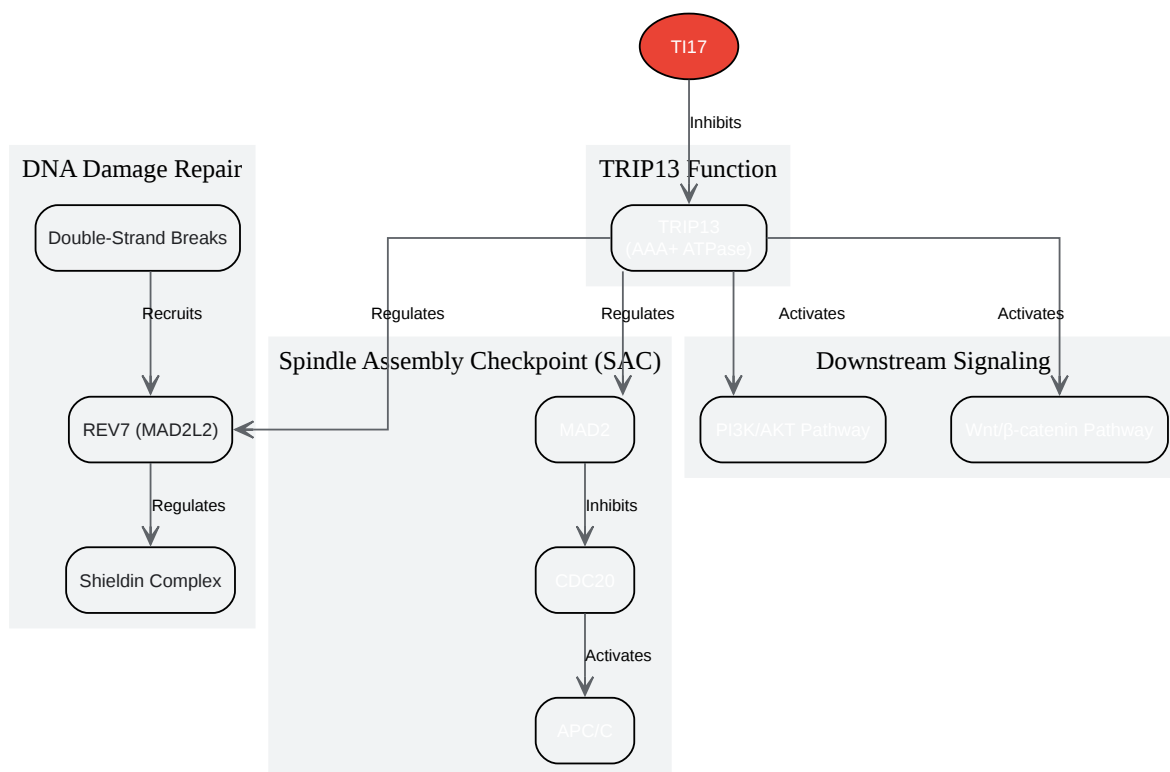 TI17
Inhibits
DNA Damage Repair
TRIP13 Function
Double-Strand Breaks
TRIP13
(AAA+ ATPase)
Recruits
Regulates
Regulates
Activates
Activates
Spindle Assembly Checkpoint (SAC)
Downstream Signaling
REV7 (MAD2L2)
MAD2
PI3K/AKT Pathway
Wnt/β-catenin Pathway
Regulates
Inhibits
Shieldin Complex
CDC20
Activates
APC/C